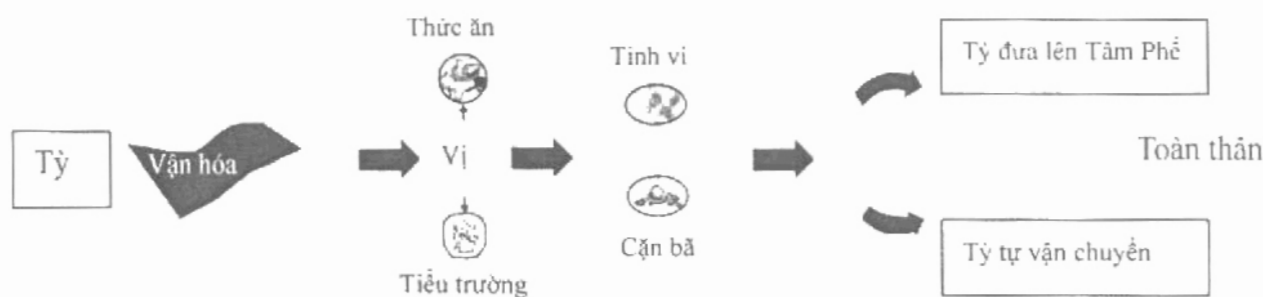 Tỳ
Vận hóa
Thức ăn
Vị
Tiểu trường
Tinh vi
Cặn bã
Tỳ đưa lên Tâm Phế
Toàn thân
Tỳ tự vận chuyển